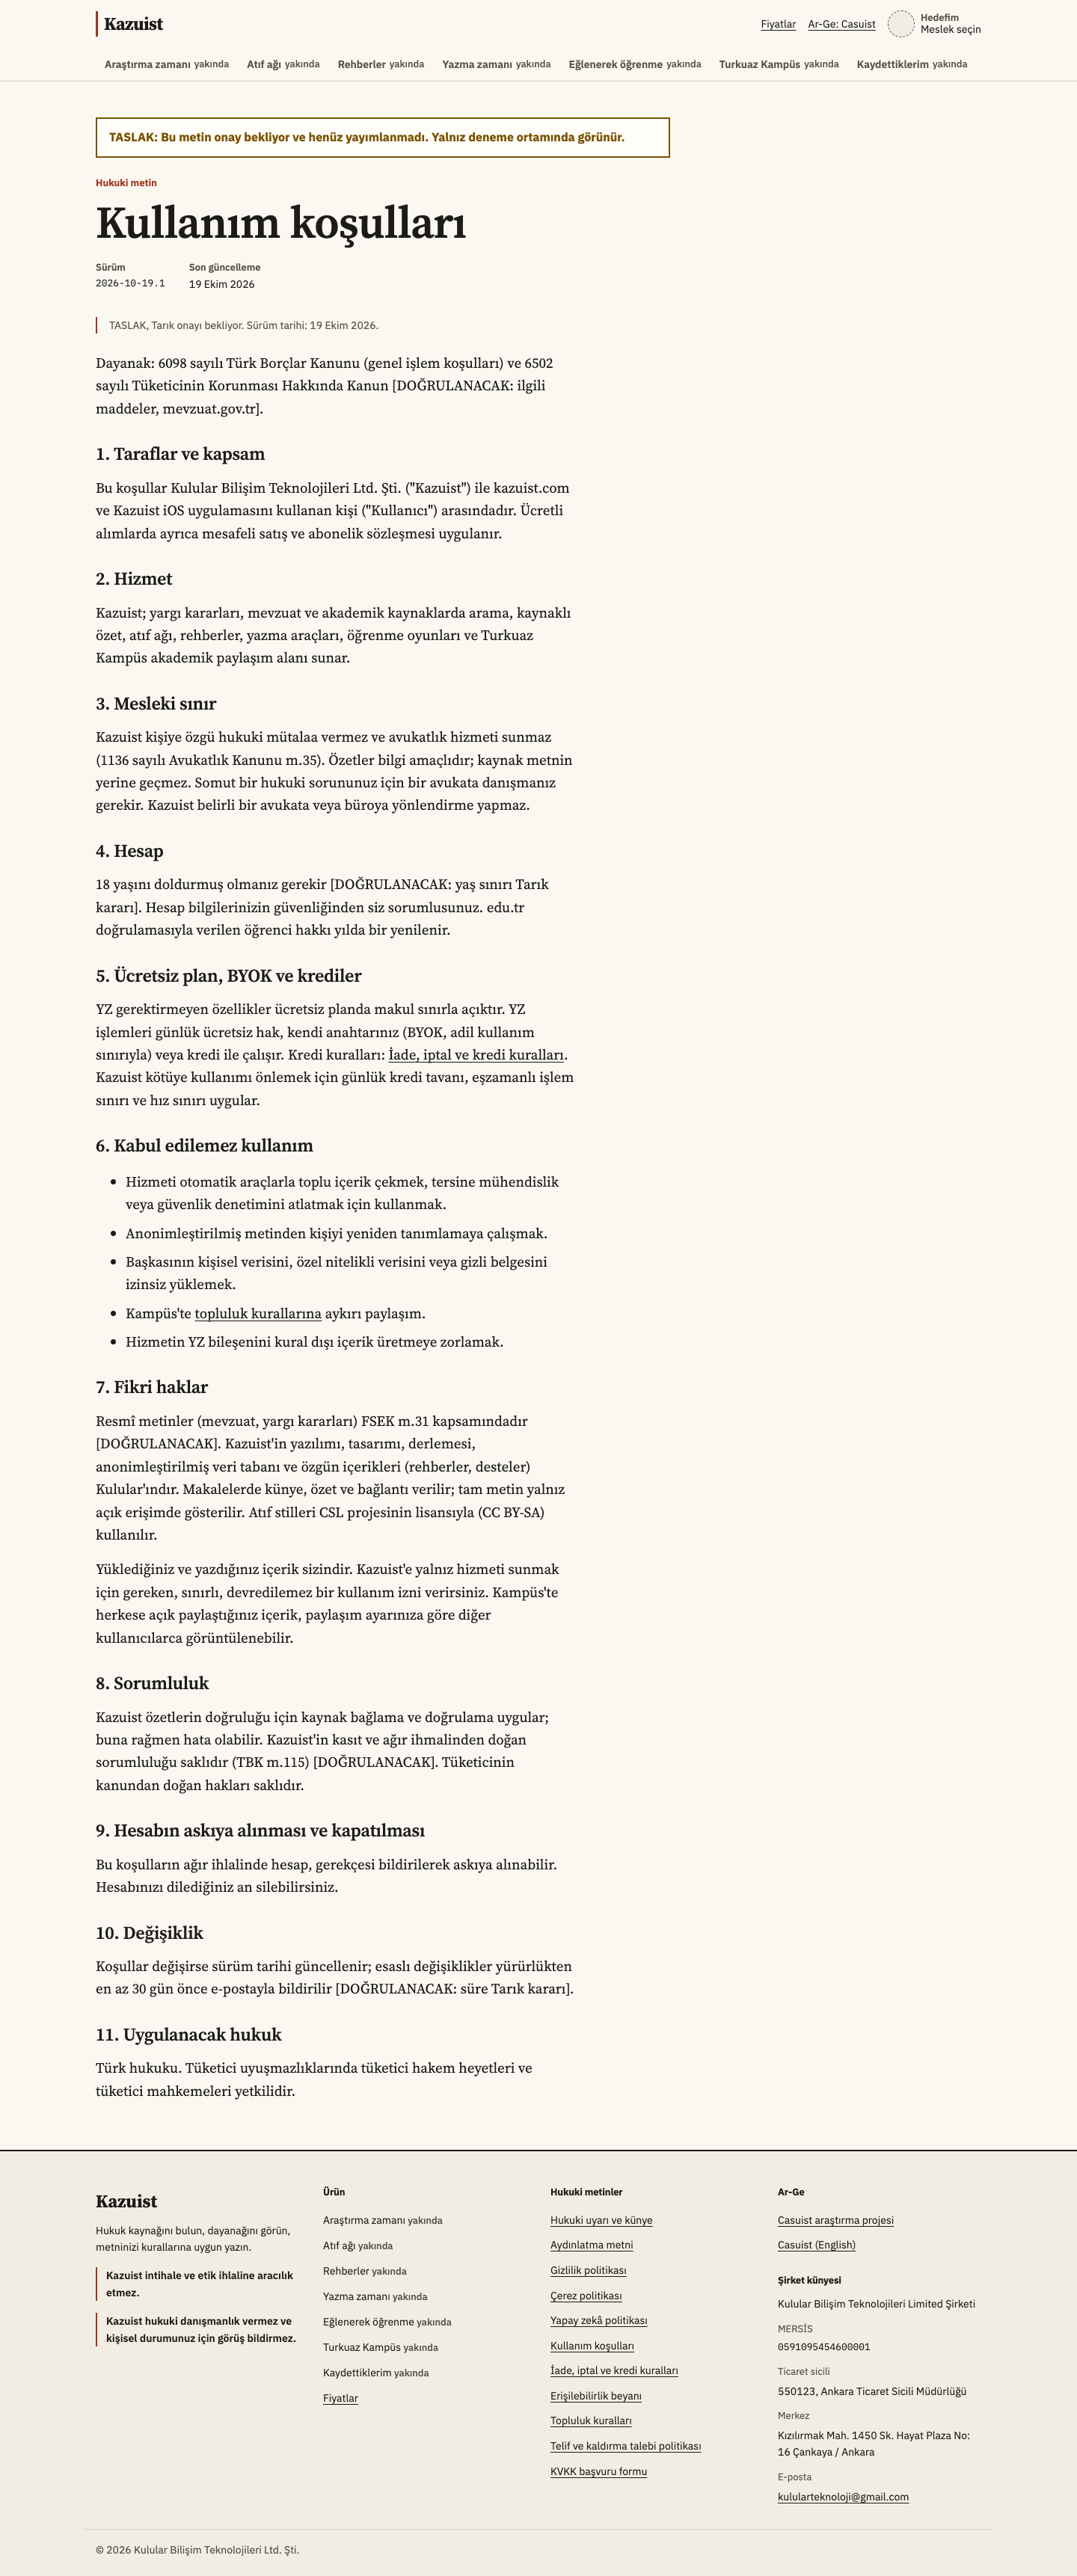 Kazuist
Fiyatlar
Ar-Ge: Casuist
Hedefim
Meslek seçin
Araştırma zamanı yakında
Atıf ağı yakında
Rehberler yakında
Yazma zamanı yakında
Eğlenerek öğrenme yakında
Turkuaz Kampüs yakında
Kaydettiklerim yakında
TASLAK: Bu metin onay bekliyor ve henüz yayımlanmadı. Yalnız deneme ortamında görünür.
Hukuki metin
Kullanım koşulları
Sürüm
2026-10-19.1
Son güncelleme
19 Ekim 2026
TASLAK, Tarık onayı bekliyor. Sürüm tarihi: 19 Ekim 2026.
Dayanak: 6098 sayılı Türk Borçlar Kanunu (genel işlem koşulları) ve 6502
sayılı Tüketicinin Korunması Hakkında Kanun [DOĞRULANACAK: ilgili
maddeler, mevzuat.gov.tr].
1. Taraflar ve kapsam
Bu koşullar Kulular Bilişim Teknolojileri Ltd. Şti. ("Kazuist") ile kazuist.com
ve Kazuist iOS uygulamasını kullanan kişi ("Kullanıcı") arasındadır. Ücretli
alımlarda ayrıca mesafeli satış ve abonelik sözleşmesi uygulanır.
2. Hizmet
Kazuist; yargı kararları, mevzuat ve akademik kaynaklarda arama, kaynaklı
özet, atıf ağı, rehberler, yazma araçları, öğrenme oyunları ve Turkuaz
Kampüs akademik paylaşım alanı sunar.
3. Mesleki sınır
Kazuist kişiye özgü hukuki mütalaa vermez ve avukatlık hizmeti sunmaz
(1136 sayılı Avukatlık Kanunu m.35). Özetler bilgi amaçlıdır; kaynak metnin
yerine geçmez. Somut bir hukuki sorununuz için bir avukata danışmanız
gerekir. Kazuist belirli bir avukata veya büroya yönlendirme yapmaz.
4. Hesap
18 yaşını doldurmuş olmanız gerekir [DOĞRULANACAK: yaş sınırı Tarık
kararı]. Hesap bilgilerinizin güvenliğinden siz sorumlusunuz. edu.tr
doğrulamasıyla verilen öğrenci hakkı yılda bir yenilenir.
5. Ücretsiz plan, BYOK ve krediler
YZ gerektirmeyen özellikler ücretsiz planda makul sınırla açıktır. YZ
işlemleri günlük ücretsiz hak, kendi anahtarınız (BYOK, adil kullanım
sınırıyla) veya kredi ile çalışır. Kredi kuralları: İade, iptal ve kredi kuralları.
Kazuist kötüye kullanımı önlemek için günlük kredi tavanı, eşzamanlı işlem
sınırı ve hız sınırı uygular.
6. Kabul edilemez kullanım
Hizmeti otomatik araçlarla toplu içerik çekmek, tersine mühendislik
veya güvenlik denetimini atlatmak için kullanmak.
Anonimleştirilmiş metinden kişiyi yeniden tanımlamaya çalışmak.
Başkasının kişisel verisini, özel nitelikli verisini veya gizli belgesini
izinsiz yüklemek.
Kampüs'te topluluk kurallarına aykırı paylaşım.
Hizmetin YZ bileşenini kural dışı içerik üretmeye zorlamak.
7. Fikri haklar
Resmî metinler (mevzuat, yargı kararları) FSEK m.31 kapsamındadır
[DOĞRULANACAK]. Kazuist'in yazılımı, tasarımı, derlemesi,
anonimleştirilmiş veri tabanı ve özgün içerikleri (rehberler, desteler)
Kulular'ındır. Makalelerde künye, özet ve bağlantı verilir; tam metin yalnız
açık erişimde gösterilir. Atıf stilleri CSL projesinin lisansıyla (CC BY-SA)
kullanılır.
Yüklediğiniz ve yazdığınız içerik sizindir. Kazuist'e yalnız hizmeti sunmak
için gereken, sınırlı, devredilemez bir kullanım izni verirsiniz. Kampüs'te
herkese açık paylaştığınız içerik, paylaşım ayarınıza göre diğer
kullanıcılarca görüntülenebilir.
8. Sorumluluk
Kazuist özetlerin doğruluğu için kaynak bağlama ve doğrulama uygular;
buna rağmen hata olabilir. Kazuist'in kasıt ve ağır ihmalinden doğan
sorumluluğu saklıdır (TBK m.115) [DOĞRULANACAK]. Tüketicinin
kanundan doğan hakları saklıdır.
9. Hesabın askıya alınması ve kapatılması
Bu koşulların ağır ihlalinde hesap, gerekçesi bildirilerek askıya alınabilir.
Hesabınızı dilediğiniz an silebilirsiniz.
10. Değişiklik
Koşullar değişirse sürüm tarihi güncellenir; esaslı değişiklikler yürürlükten
en az 30 gün önce e-postayla bildirilir [DOĞRULANACAK: süre Tarık kararı].
11. Uygulanacak hukuk
Türk hukuku. Tüketici uyuşmazlıklarında tüketici hakem heyetleri ve
tüketici mahkemeleri yetkilidir.
Kazuist
Hukuk kaynağını bulun, dayanağını görün,
metninizi kurallarına uygun yazın.
Kazuist intihale ve etik ihlaline aracılık
etmez.
Kazuist hukuki danışmanlık vermez ve
kişisel durumunuz için görüş bildirmez.
Ürün
Araştırma zamanı yakında
Atıf ağı yakında
Rehberler yakında
Yazma zamanı yakında
Eğlenerek öğrenme yakında
Turkuaz Kampüs yakında
Kaydettiklerim yakında
Fiyatlar
Hukuki metinler
Hukuki uyarı ve künye
Aydınlatma metni
Gizlilik politikası
Çerez politikası
Yapay zekâ politikası
Kullanım koşulları
İade, iptal ve kredi kuralları
Erişilebilirlik beyanı
Topluluk kuralları
Telif ve kaldırma talebi politikası
KVKK başvuru formu
Ar-Ge
Casuist araştırma projesi
Casuist (English)
Şirket künyesi
Kulular Bilişim Teknolojileri Limited Şirketi
MERSİS
0591095454600001
Ticaret sicili
550123, Ankara Ticaret Sicili Müdürlüğü
Merkez
Kızılırmak Mah. 1450 Sk. Hayat Plaza No:
16 Çankaya / Ankara
E-posta
kulularteknoloji@gmail.com
© 2026 Kulular Bilişim Teknolojileri Ltd. Şti.